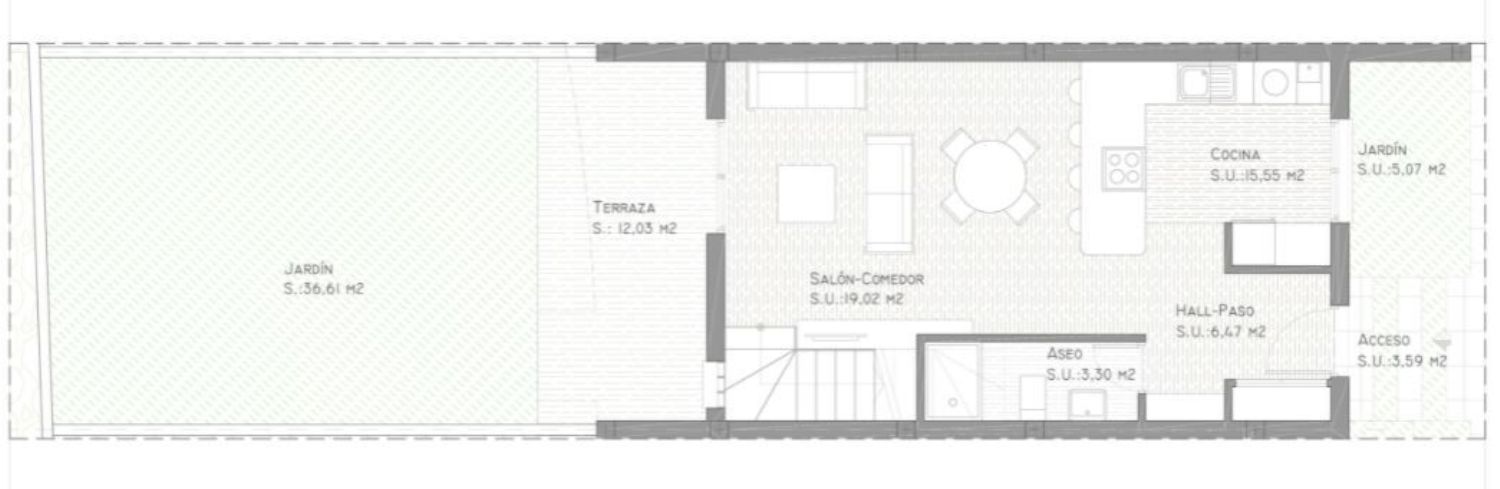 JARDÍN
S.:36,61 M2
TERRAZA
S.: 12,03 M2
SALÓN-COMEDOR
S.U.:19,02 M2
COCINA
S.U.:15,55 M2
JARDÍN
S.U.:5,07 M2
HALL-PASO
S.U.:6,47 M2
ASEO
S.U.:3,30 M2
ACCESO
S.U.:3,59 M2